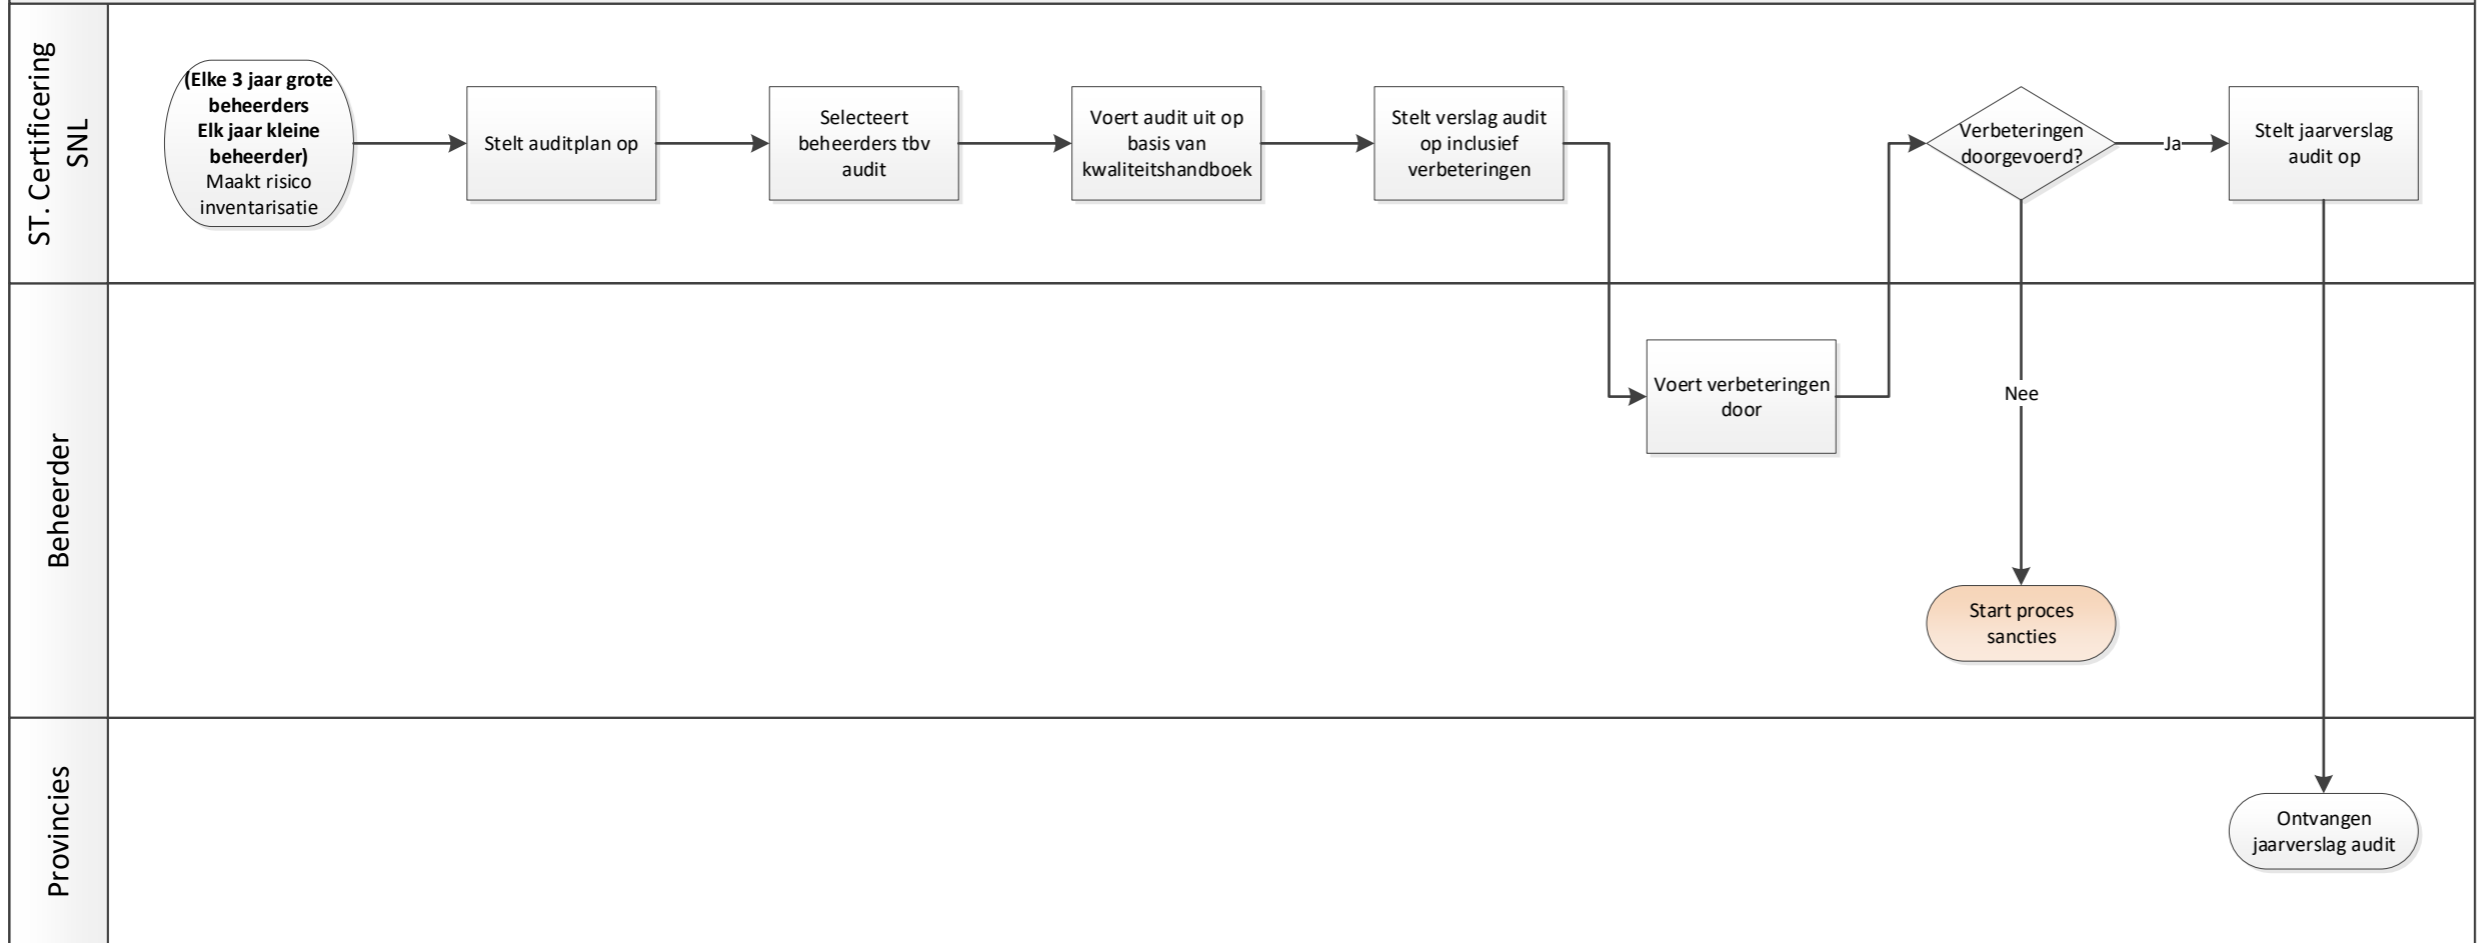 ST. Certificering
SNL
(Elke 3 jaar grote
beheerders
Elk jaar kleine
beheerder)
Maakt risico
inventarisatie
Stelt auditplan op
Selecteert
beheerders tbv
audit
Voert audit uit op
basis van
kwaliteitshandboek
Stelt verslag audit
op inclusief
verbeteringen
Verbeteringen
doorgevoerd?
Ja
Stelt jaarverslag
audit op
Beheerder
Voert verbeteringen
door
Nee
Start proces
sancties
Provincies
Ontvangen
jaarverslag audit